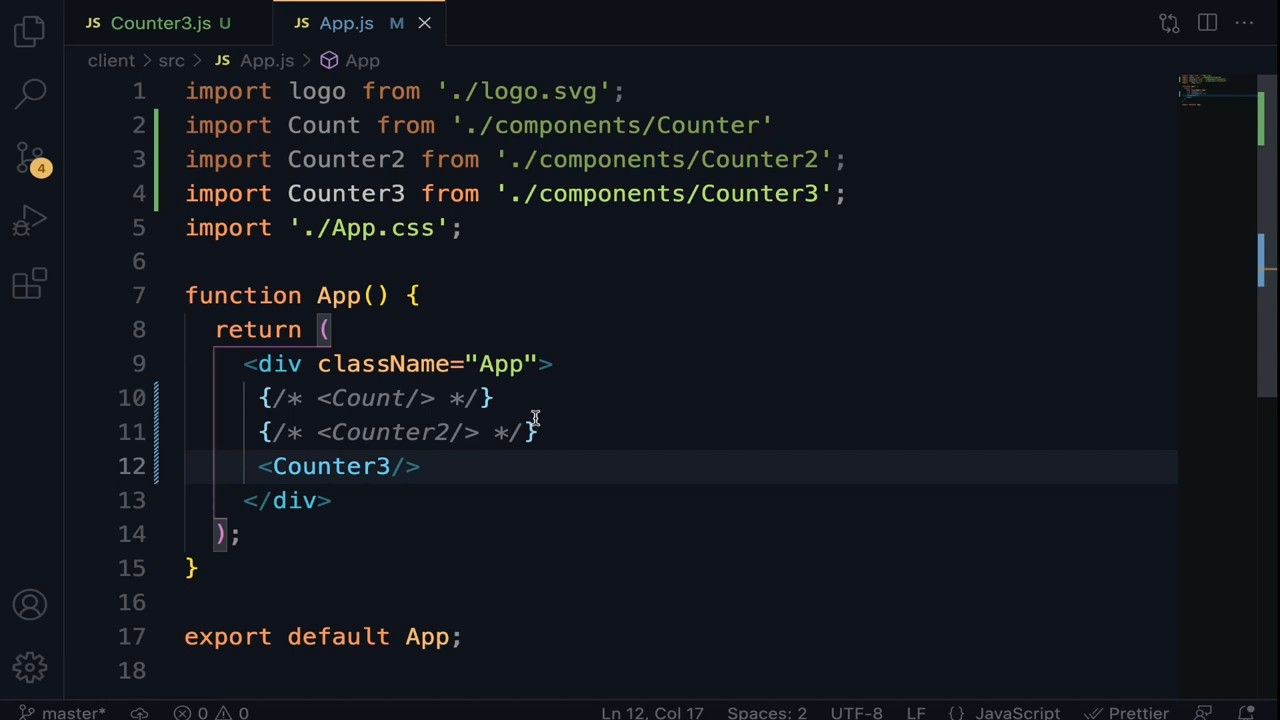 JS Counter3.js U JS App.js M
client > src > JS App.js > App
1 import logo from './logo.svg';
2 import Count from './components/Counter'
3 import Counter2 from './components/Counter2';
4 import Counter3 from './components/Counter3';
5 import './App.css';
6
7 function App() {
8 return (
9 <div className="App">
10 {/* <Count/> */}
11 {/* <Counter2/> */}
12 <Counter3/>
13 </div>
14 );
15 }
16
17 export default App;
18
4
master* 0 0 Ln 12, Col 17 Spaces: 2 UTF-8 LF {} JavaScript Prettier